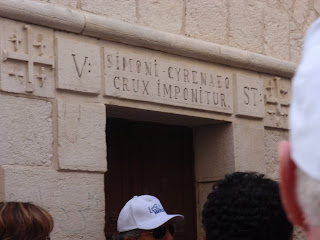 V:
SIMONI · CYRENAEO
CRUX IMPONITUR.
ST: